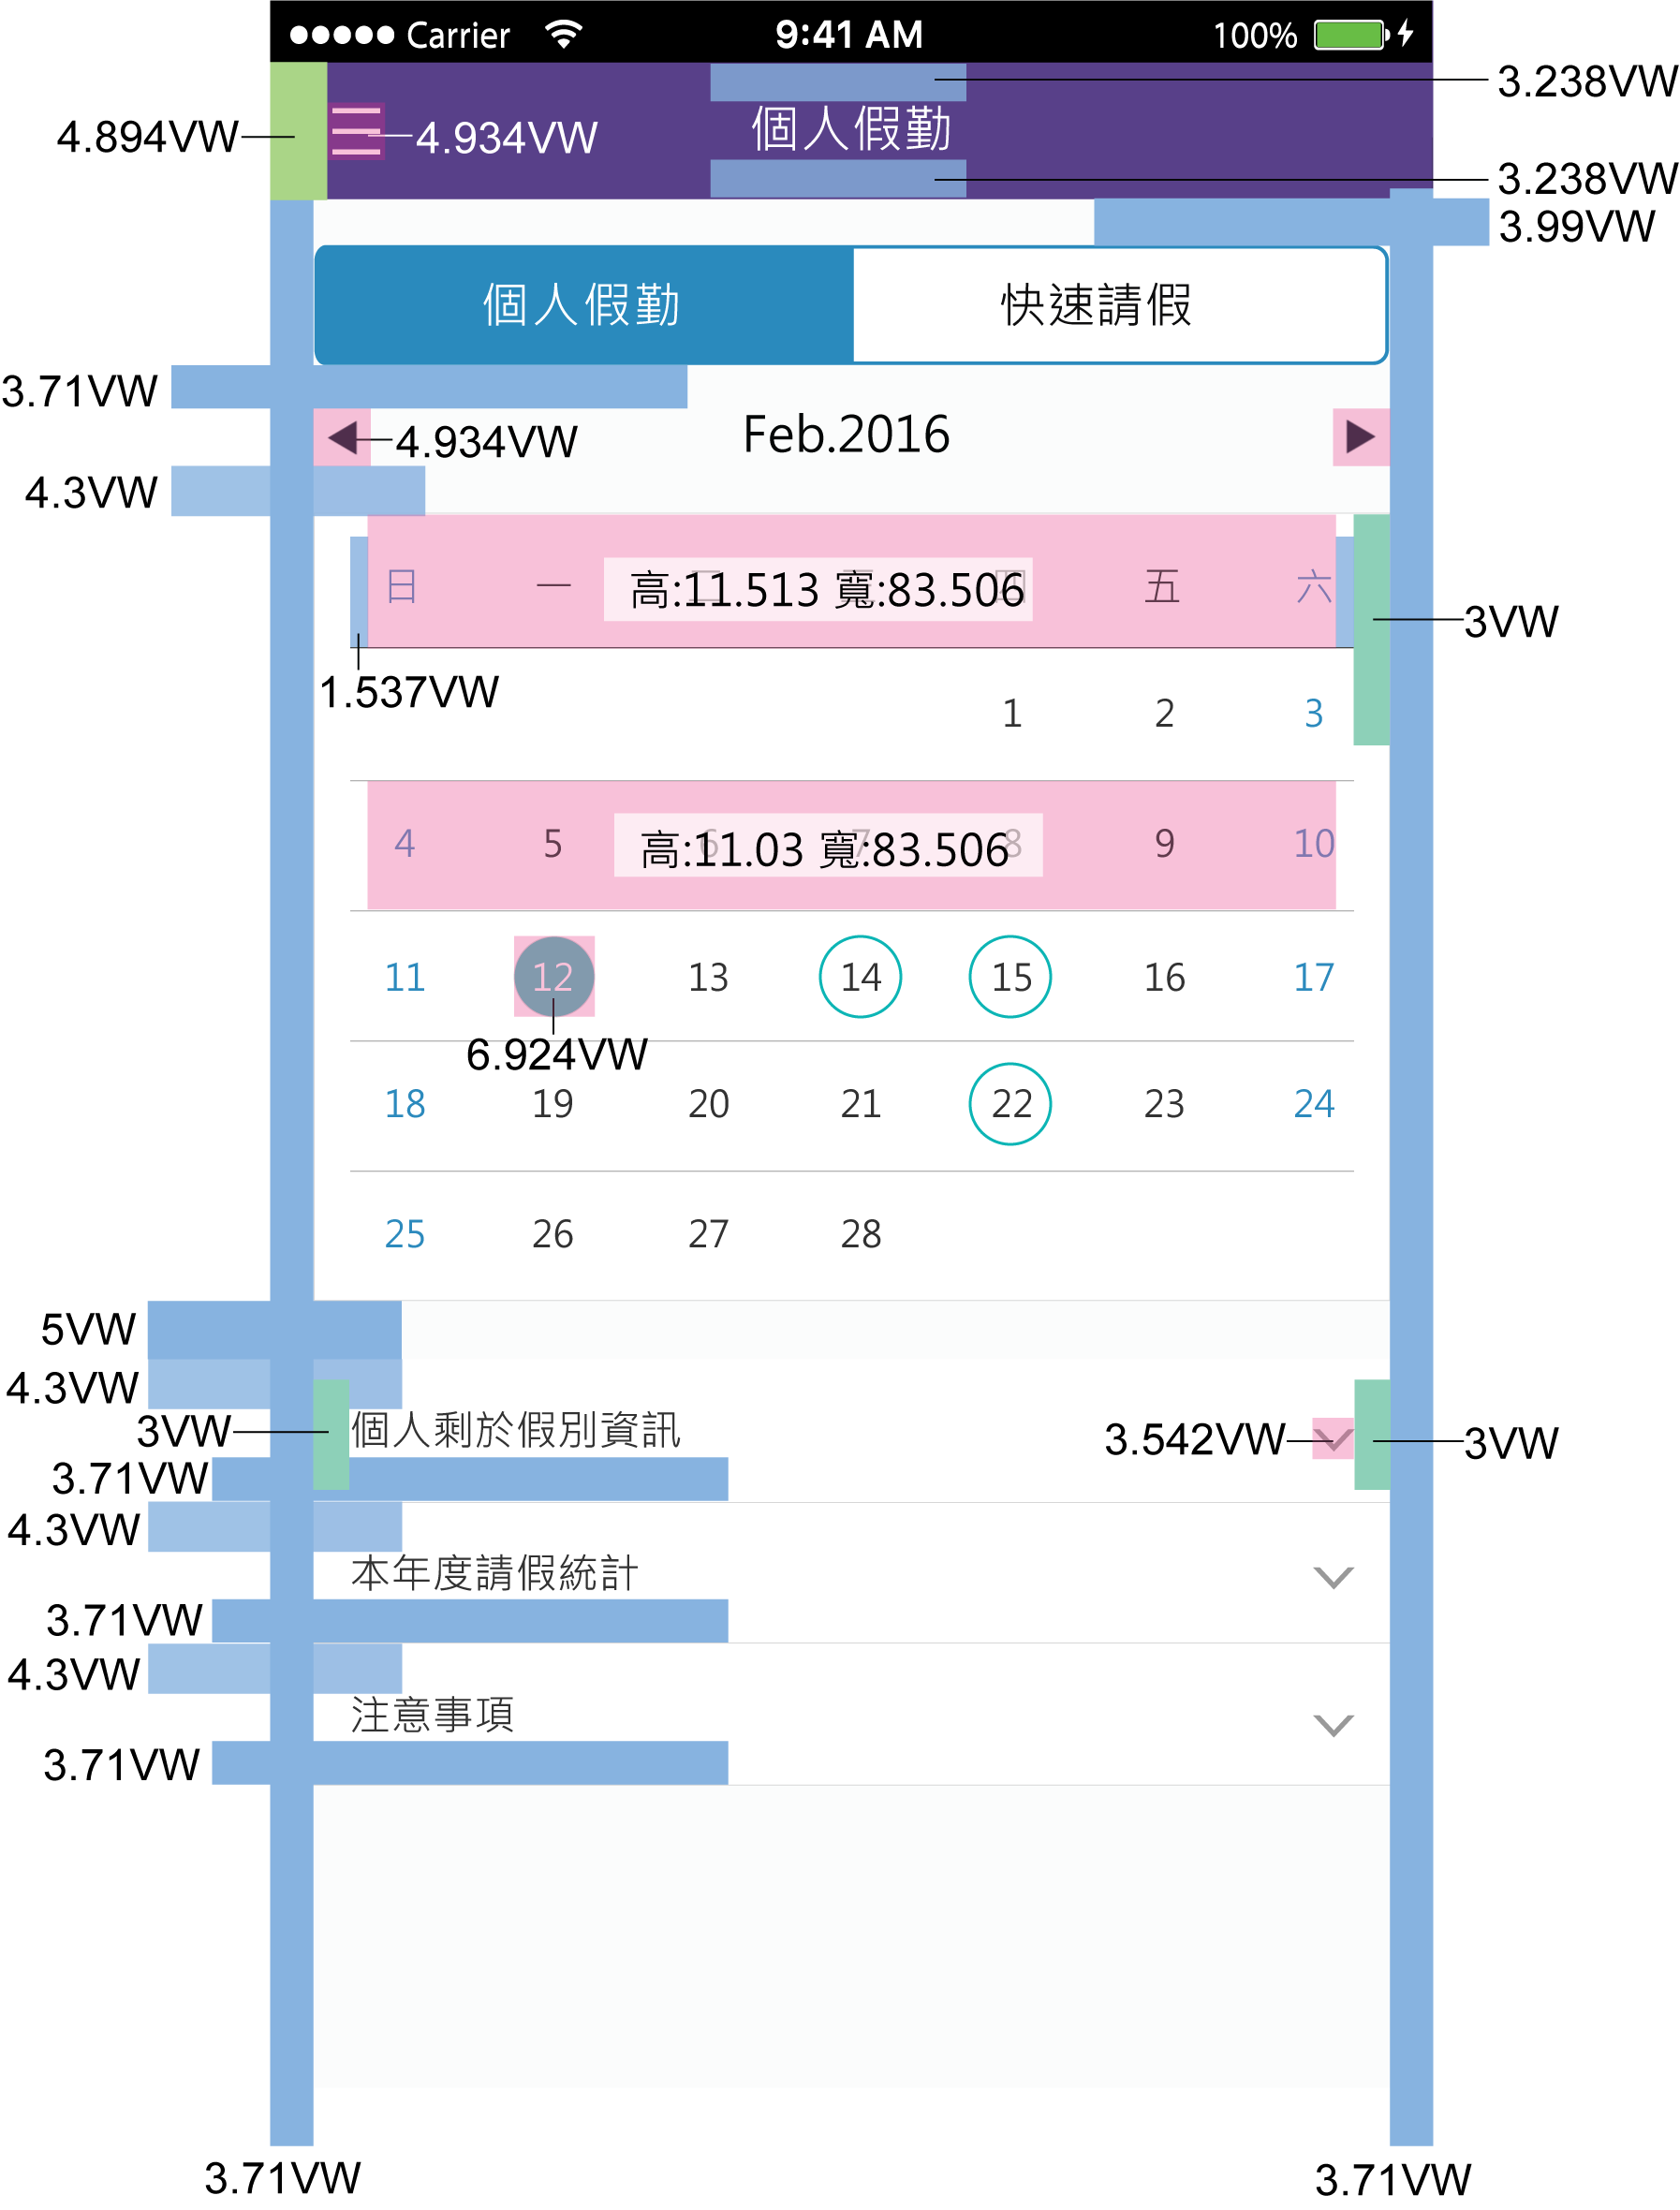 Carrier 9:41 AM 100%
3.238VW
4.894VW 4.934VW 個人假勤
3.238VW
3.99VW
個人假勤 快速請假
3.71VW
4.934VW Feb.2016
4.3VW
日 一 高:11.513 寬:83.506 五 六
3VW
1.537VW
1 2 3
4 5 高:11.03 寬:83.506 9 10
11 12 13 14 15 16 17
6.924VW
18 19 20 21 22 23 24
25 26 27 28
5VW
4.3VW
3VW 個人剩於假別資訊 3.542VW 3VW
3.71VW
4.3VW
本年度請假統計
3.71VW
4.3VW
注意事項
3.71VW
3.71VW 3.71VW